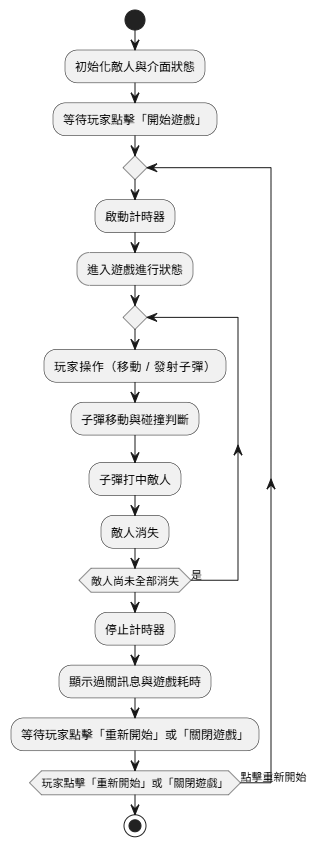 初始化敵人與介面狀態
等待玩家點擊「開始遊戲」
啟動計時器
進入遊戲進行狀態
玩家操作（移動 / 發射子彈）
子彈移動與碰撞判斷
子彈打中敵人
敵人消失
敵人尚未全部消失
是
停止計時器
顯示過關訊息與遊戲耗時
等待玩家點擊「重新開始」或「關閉遊戲」
玩家點擊「重新開始」或「關閉遊戲」
點擊重新開始